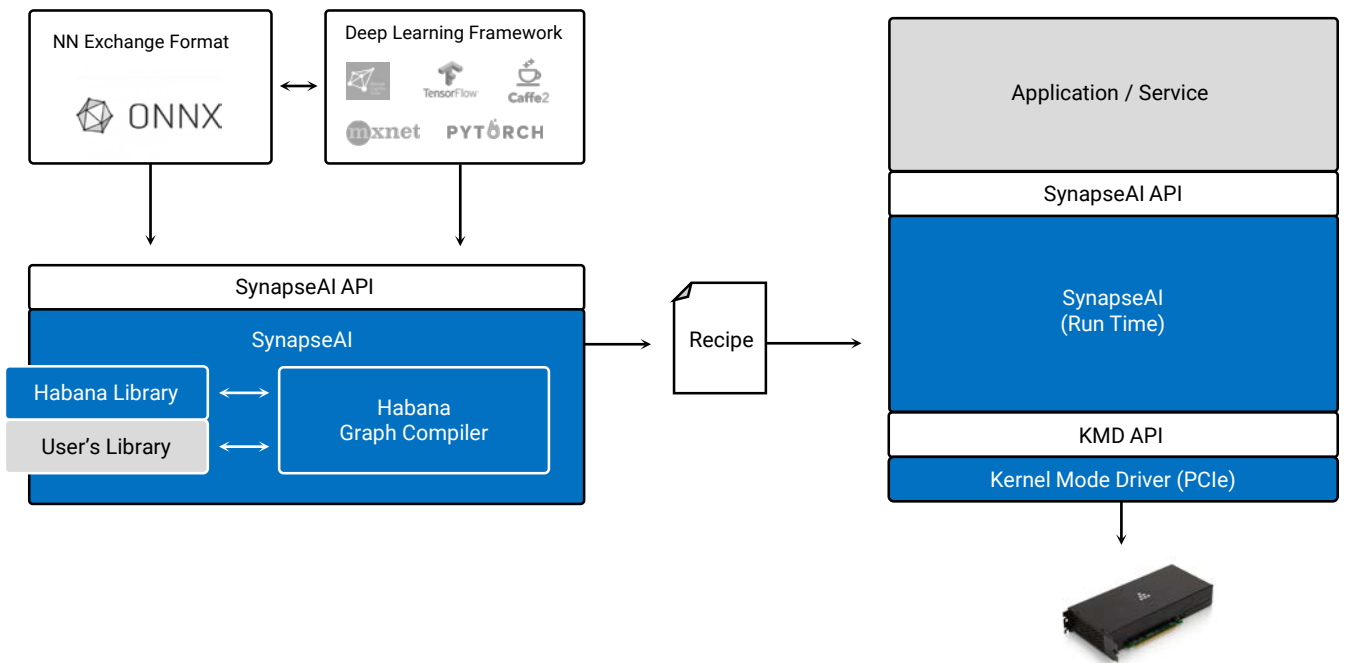 NN Exchange Format
ONNX
Deep Learning Framework
TensorFlow
Caffe2
mxnet
PYTORCH
SynapseAI API
SynapseAI
Habana Library
User's Library
Habana
Graph Compiler
Recipe
Application / Service
SynapseAI API
SynapseAI
(Run Time)
KMD API
Kernel Mode Driver (PCIe)